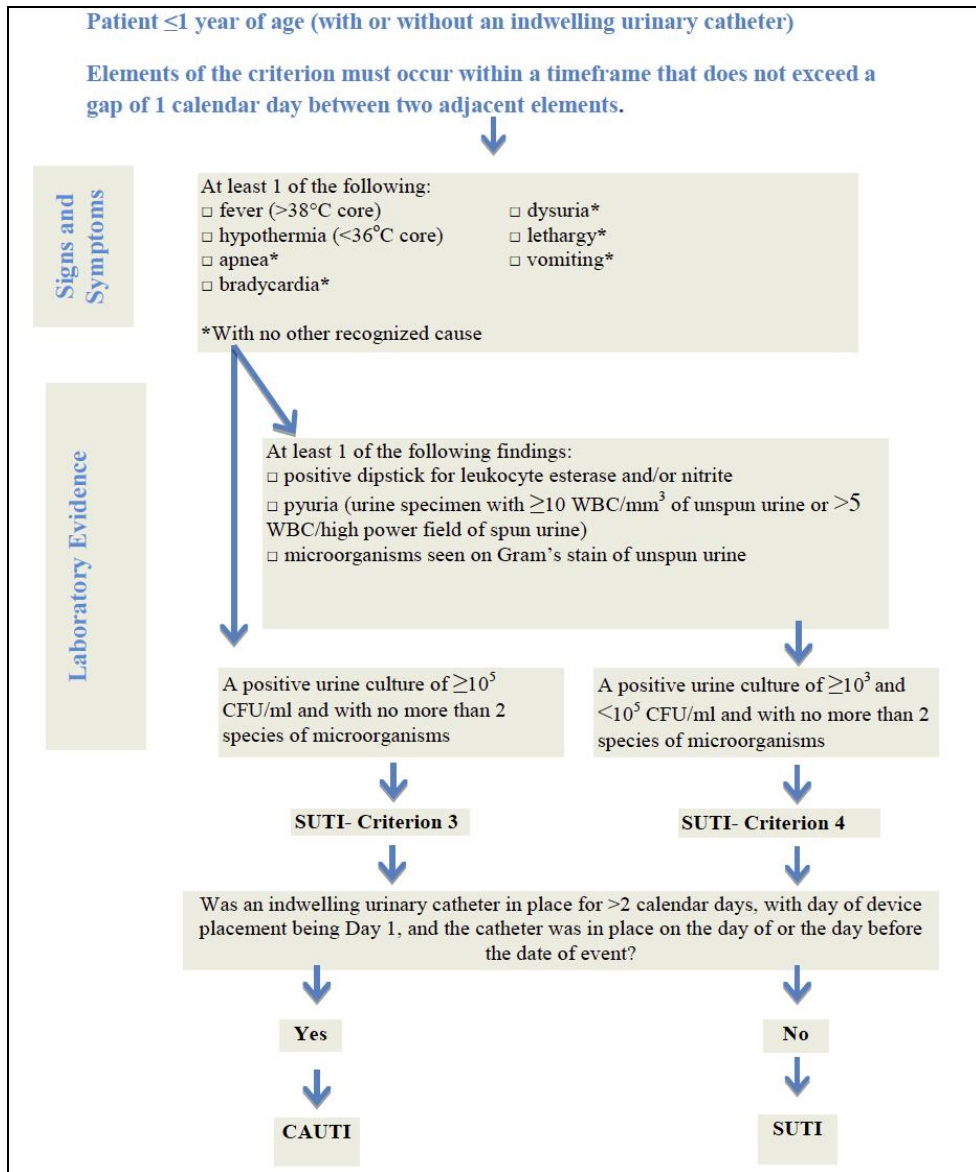 Patient ≤1 year of age (with or without an indwelling urinary catheter)
Elements of the criterion must occur within a timeframe that does not exceed a
gap of 1 calendar day between two adjacent elements.
Signs and
Symptoms
At least 1 of the following:
□ fever (>38°C core)
□ hypothermia (<36°C core)
□ apnea*
□ bradycardia*
□ dysuria*
□ lethargy*
□ vomiting*
*With no other recognized cause
Laboratory Evidence
At least 1 of the following findings:
□ positive dipstick for leukocyte esterase and/or nitrite
□ pyuria (urine specimen with ≥10 WBC/mm³ of unspun urine or >5
WBC/high power field of spun urine)
□ microorganisms seen on Gram's stain of unspun urine
A positive urine culture of ≥10⁵
CFU/ml and with no more than 2
species of microorganisms
A positive urine culture of ≥10³ and
<10⁵ CFU/ml and with no more than 2
species of microorganisms
SUTI- Criterion 3
SUTI- Criterion 4
Was an indwelling urinary catheter in place for >2 calendar days, with day of device
placement being Day 1, and the catheter was in place on the day of or the day before
the date of event?
Yes
No
CAUTI
SUTI